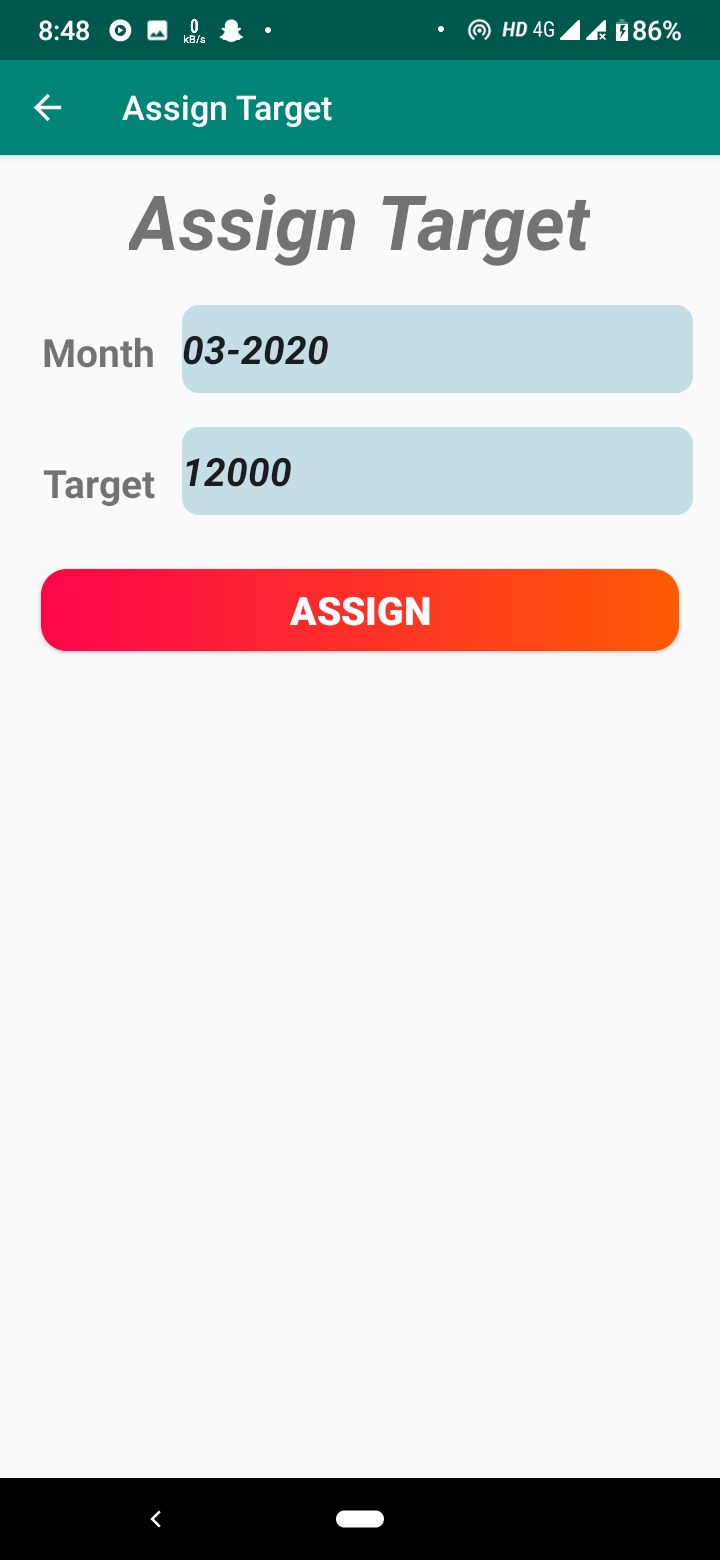 8:48 0 kB/s HD 4G 86%
Assign Target
Assign Target
Month 03-2020
Target 12000
ASSIGN